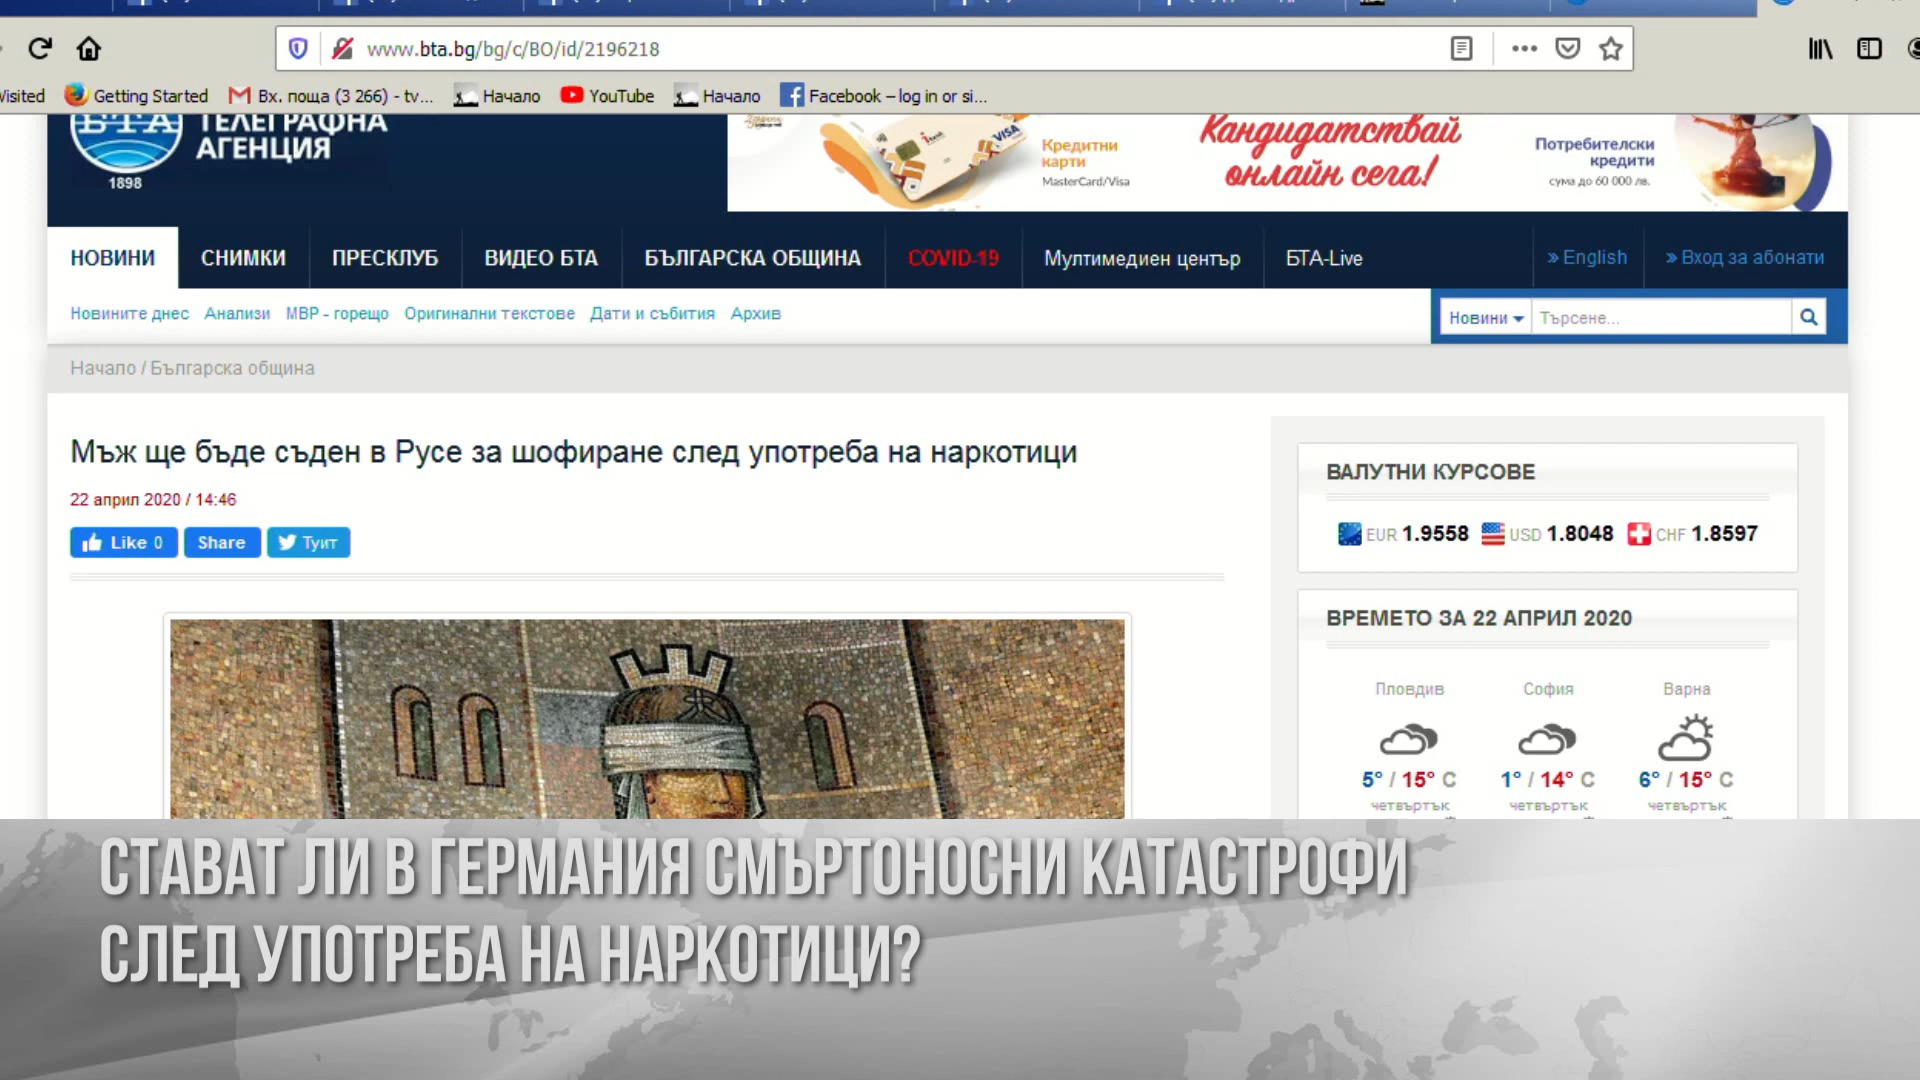 www.bta.bg/bg/c/BO/id/2196218
Visited Getting Started Вх. поща (3 266) - tv... Начало YouTube Начало Facebook – log in or si...
БТА ТЕЛЕГРАФНА
АГЕНЦИЯ
1898
Кредитни
карти
MasterCard/Visa
VISA
Кандидатствай
онлайн сега!
Потребителски
кредити
сума до 60 000 лв.
НОВИНИ СНИМКИ ПРЕСКЛУБ ВИДЕО БТА БЪЛГАРСКА ОБЩИНА COVID-19 Мултимедиен център БТА-Live » English » Вход за абонати
Новините днес Анализи МВР - горещо Оригинални текстове Дати и събития Архив
Новини Търсене...
Начало / Българска община
Мъж ще бъде съден в Русе за шофиране след употреба на наркотици
22 април 2020 / 14:46
Like 0 Share Туит
ВАЛУТНИ КУРСОВЕ
EUR 1.9558 USD 1.8048 CHF 1.8597
ВРЕМЕТО ЗА 22 АПРИЛ 2020
Пловдив София Варна
5° / 15° C 1° / 14° C 6° / 15° C
четвъртък четвъртък четвъртък
СТАВАТ ЛИ В ГЕРМАНИЯ СМЪРТОНОСНИ КАТАСТРОФИ
СЛЕД УПОТРЕБА НА НАРКОТИЦИ?